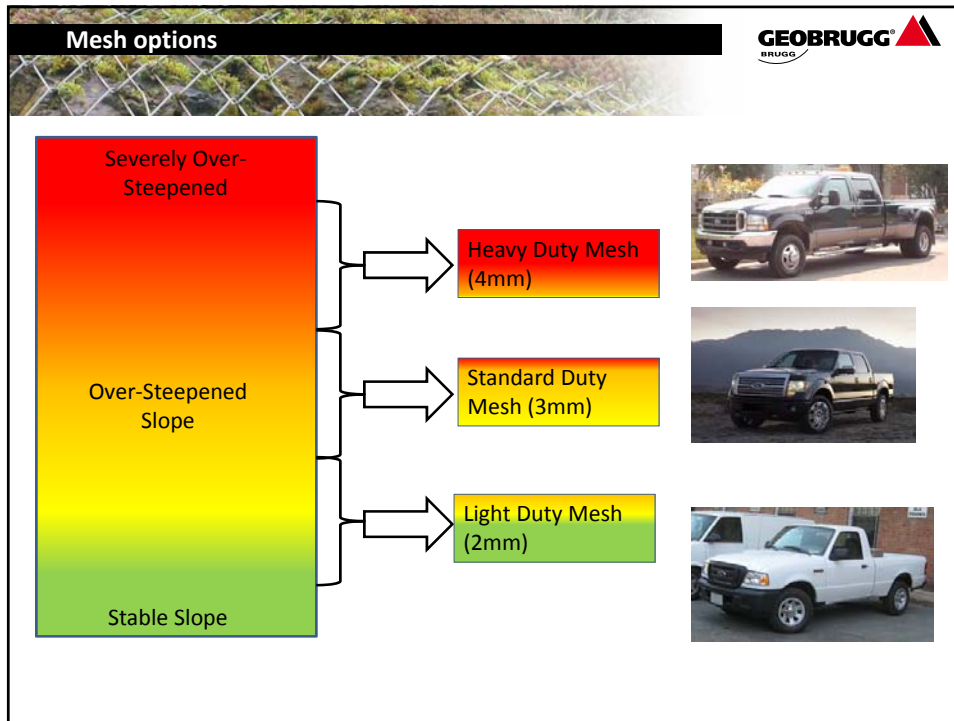 Mesh options
GEOBRUGG®
BRUGG
Severely Over-
Steepened
Heavy Duty Mesh
(4mm)
Over-Steepened
Slope
Standard Duty
Mesh (3mm)
Light Duty Mesh
(2mm)
Stable Slope